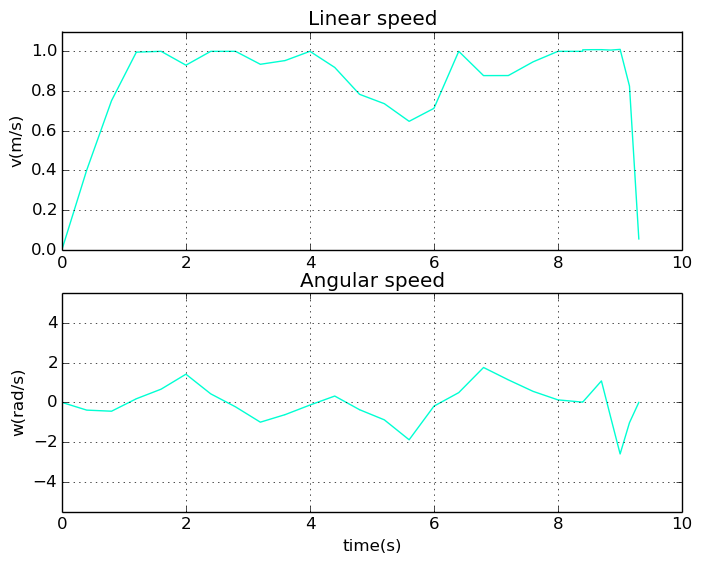 Linear speed
1.0
0.8
0.6
0.4
0.2
0.0
v(m/s)
0 2 4 6 8 10
Angular speed
4
2
0
−2
−4
w(rad/s)
0 2 4 6 8 10
time(s)